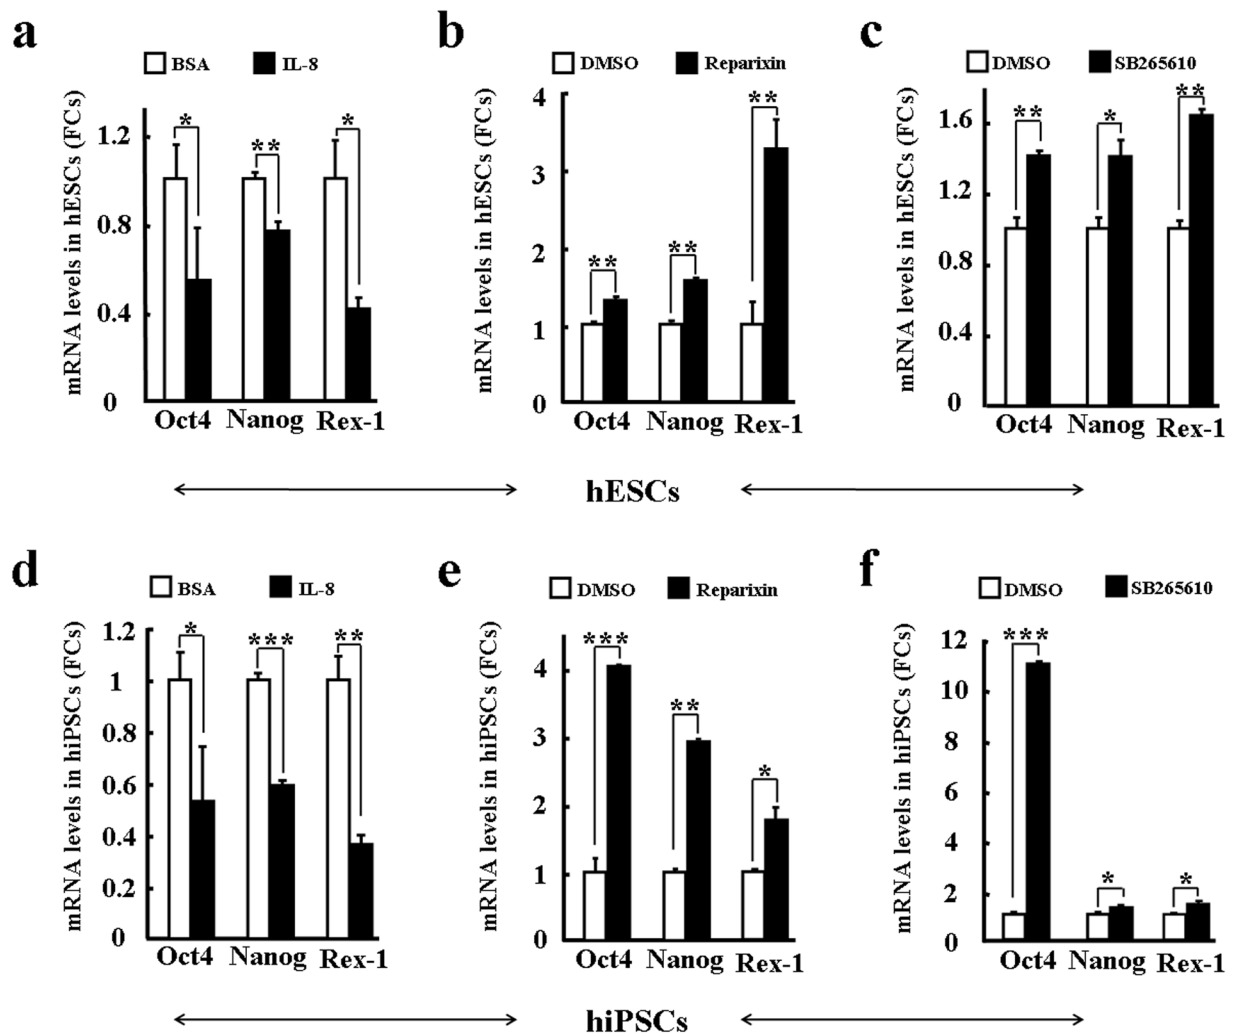 a
BSA IL-8
mRNA levels in hESCs (FCs)
1.2
0.8
0.4
0
* ** *
Oct4 Nanog Rex-1
b
DMSO Reparixin
mRNA levels in hESCs (FCs)
4
3
2
1
0
** ** **
Oct4 Nanog Rex-1
c
DMSO SB265610
mRNA levels in hESCs (FCs)
1.6
1.2
0.8
0.4
0
** * **
Oct4 Nanog Rex-1
hESCs
d
BSA IL-8
mRNA levels in hiPSCs (FCs)
1.2
1
0.8
0.6
0.4
0.2
0
* *** **
Oct4 Nanog Rex-1
e
DMSO Reparixin
mRNA levels in hiPSCs (FCs)
4
3
2
1
0
*** ** *
Oct4 Nanog Rex-1
f
DMSO SB265610
mRNA levels in hiPSCs (FCs)
12
10
8
6
4
2
0
*** * *
Oct4 Nanog Rex-1
hiPSCs